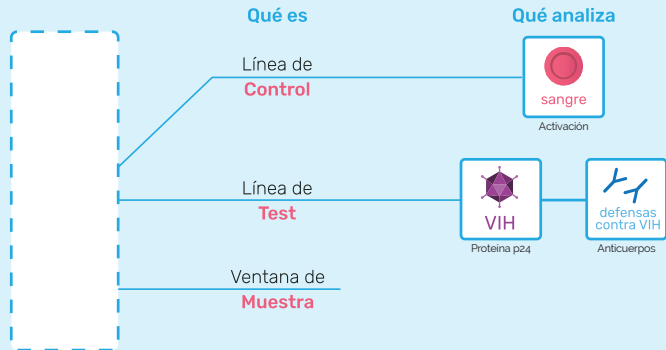 Qué es
Qué analiza
Línea de
Control
sangre
Activación
Línea de
Test
VIH
Proteína p24
defensas
contra VIH
Anticuerpos
Ventana de
Muestra